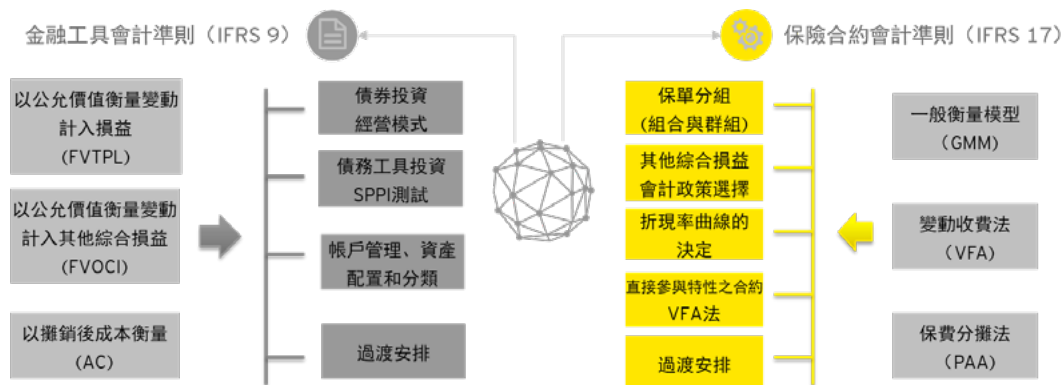 金融工具會計準則（IFRS 9）
以公允價值衡量變動
計入損益
(FVTPL)
以公允價值衡量變動
計入其他綜合損益
(FVOCI)
以攤銷後成本衡量
(AC)
債券投資
經營模式
債務工具投資
SPPI測試
帳戶管理、資產
配置和分類
過渡安排
保險合約會計準則（IFRS 17）
保單分組
(組合與群組)
其他綜合損益
會計政策選擇
折現率曲線的
決定
直接參與特性之合約
VFA法
過渡安排
一般衡量模型
（GMM）
變動收費法
（VFA）
保費分攤法
（PAA）